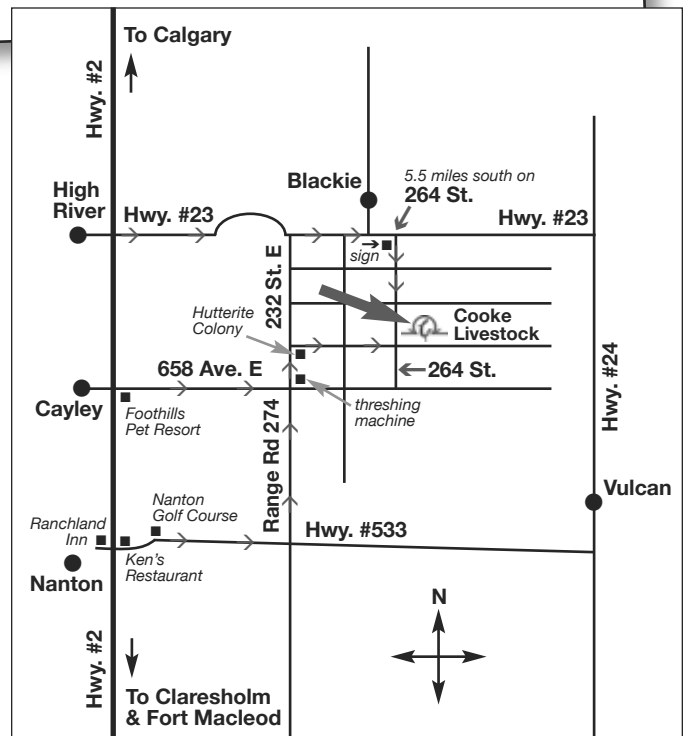 To Calgary
Hwy. #2
5.5 miles south on
264 St.
Blackie
High
River
Hwy. #23
Hwy. #23
sign
232 St. E
Hutterite
Colony
Cooke
Livestock
658 Ave. E
264 St.
Hwy. #24
Cayley
Foothills
Pet Resort
threshing
machine
Range Rd 274
Vulcan
Nanton
Golf Course
Ranchland
Inn
Hwy. #533
Ken's
Restaurant
Nanton
N
Hwy. #2
To Claresholm
& Fort Macleod